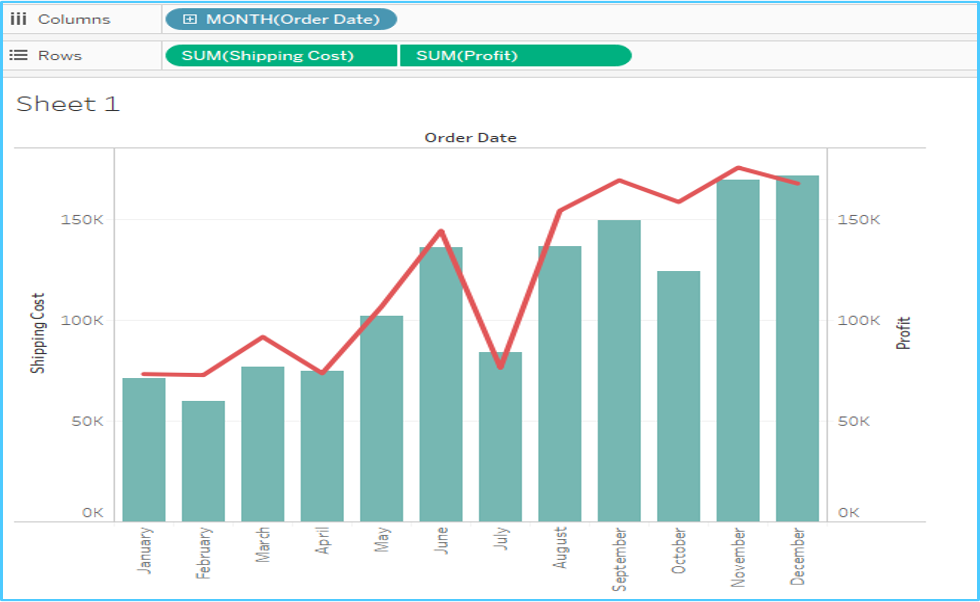 Columns
MONTH(Order Date)
Rows
SUM(Shipping Cost)
SUM(Profit)
Sheet 1
Order Date
150K
100K
50K
0K
Shipping Cost
150K
100K
50K
0K
Profit
January
February
March
April
May
June
July
August
September
October
November
December